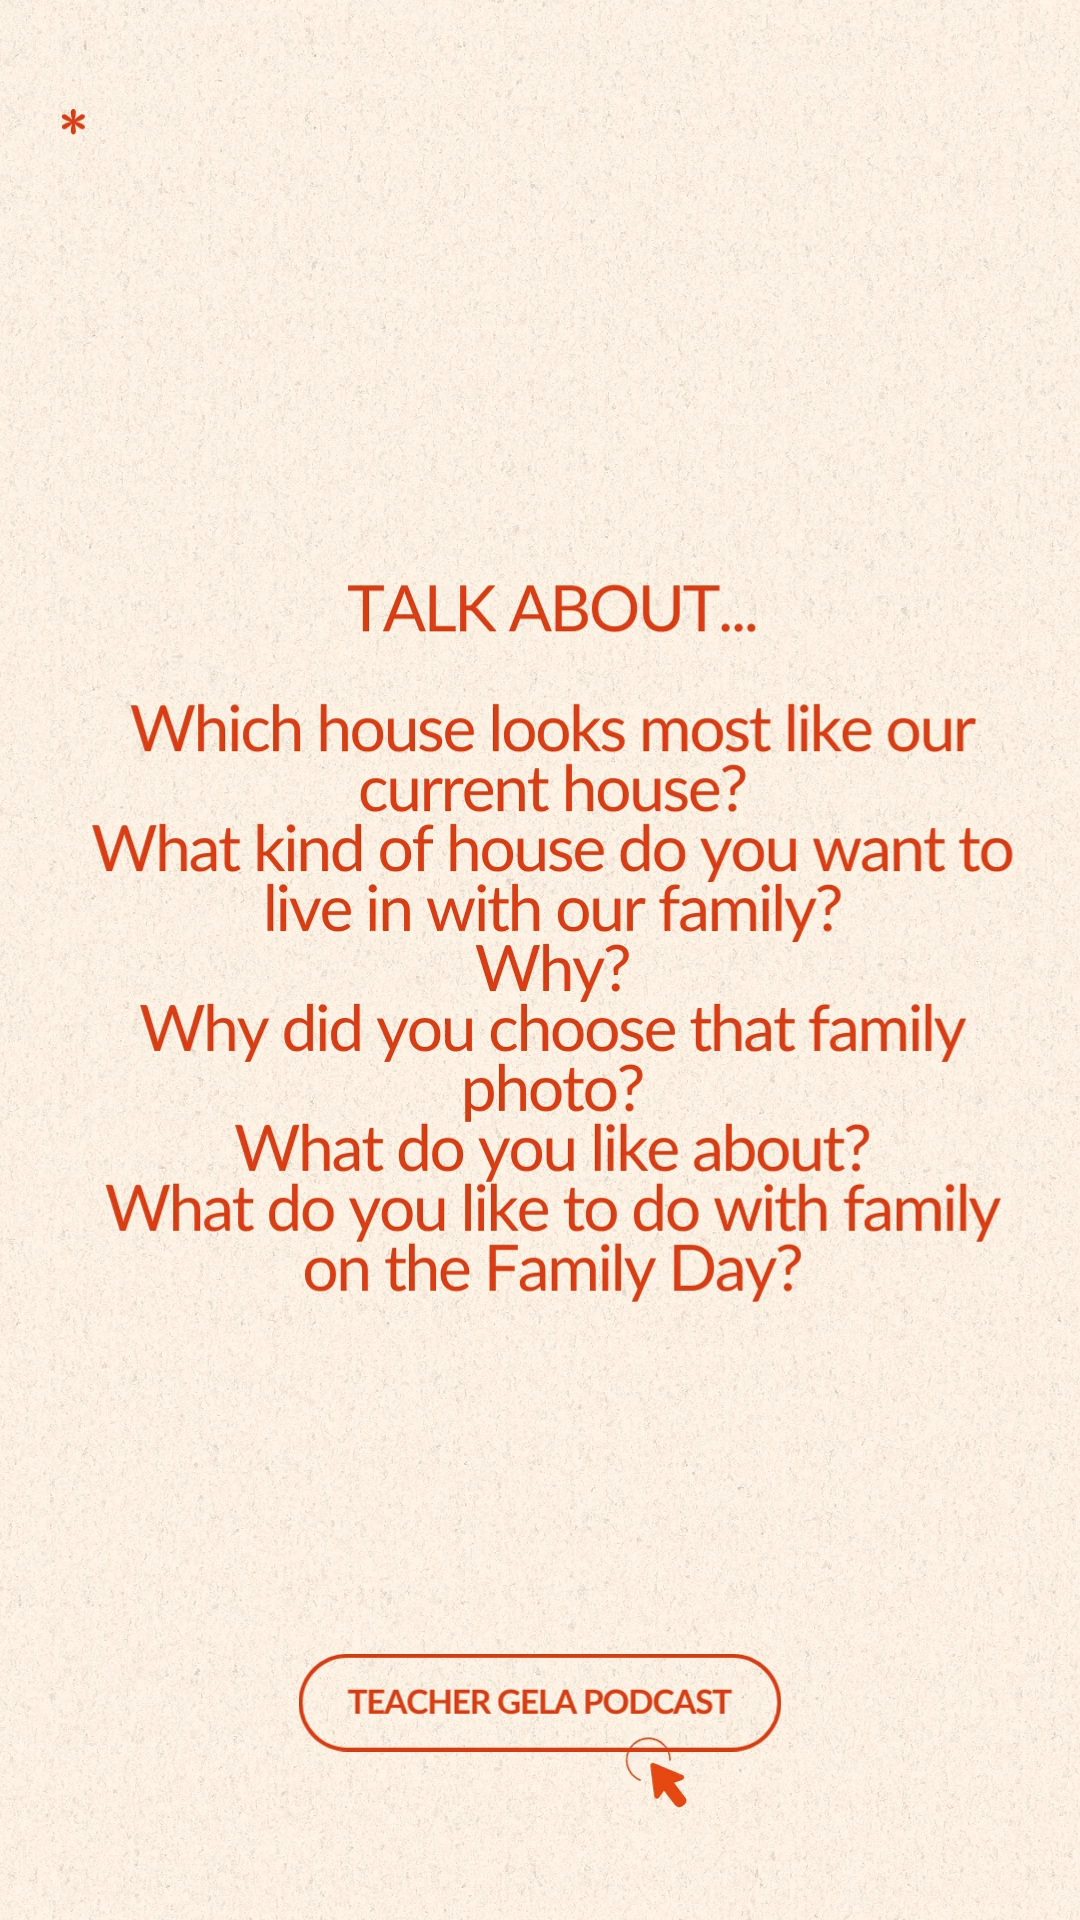 *
TALK ABOUT...
Which house looks most like our
current house?
What kind of house do you want to
live in with our family?
Why?
Why did you choose that family
photo?
What do you like about?
What do you like to do with family
on the Family Day?
TEACHER GELA PODCAST